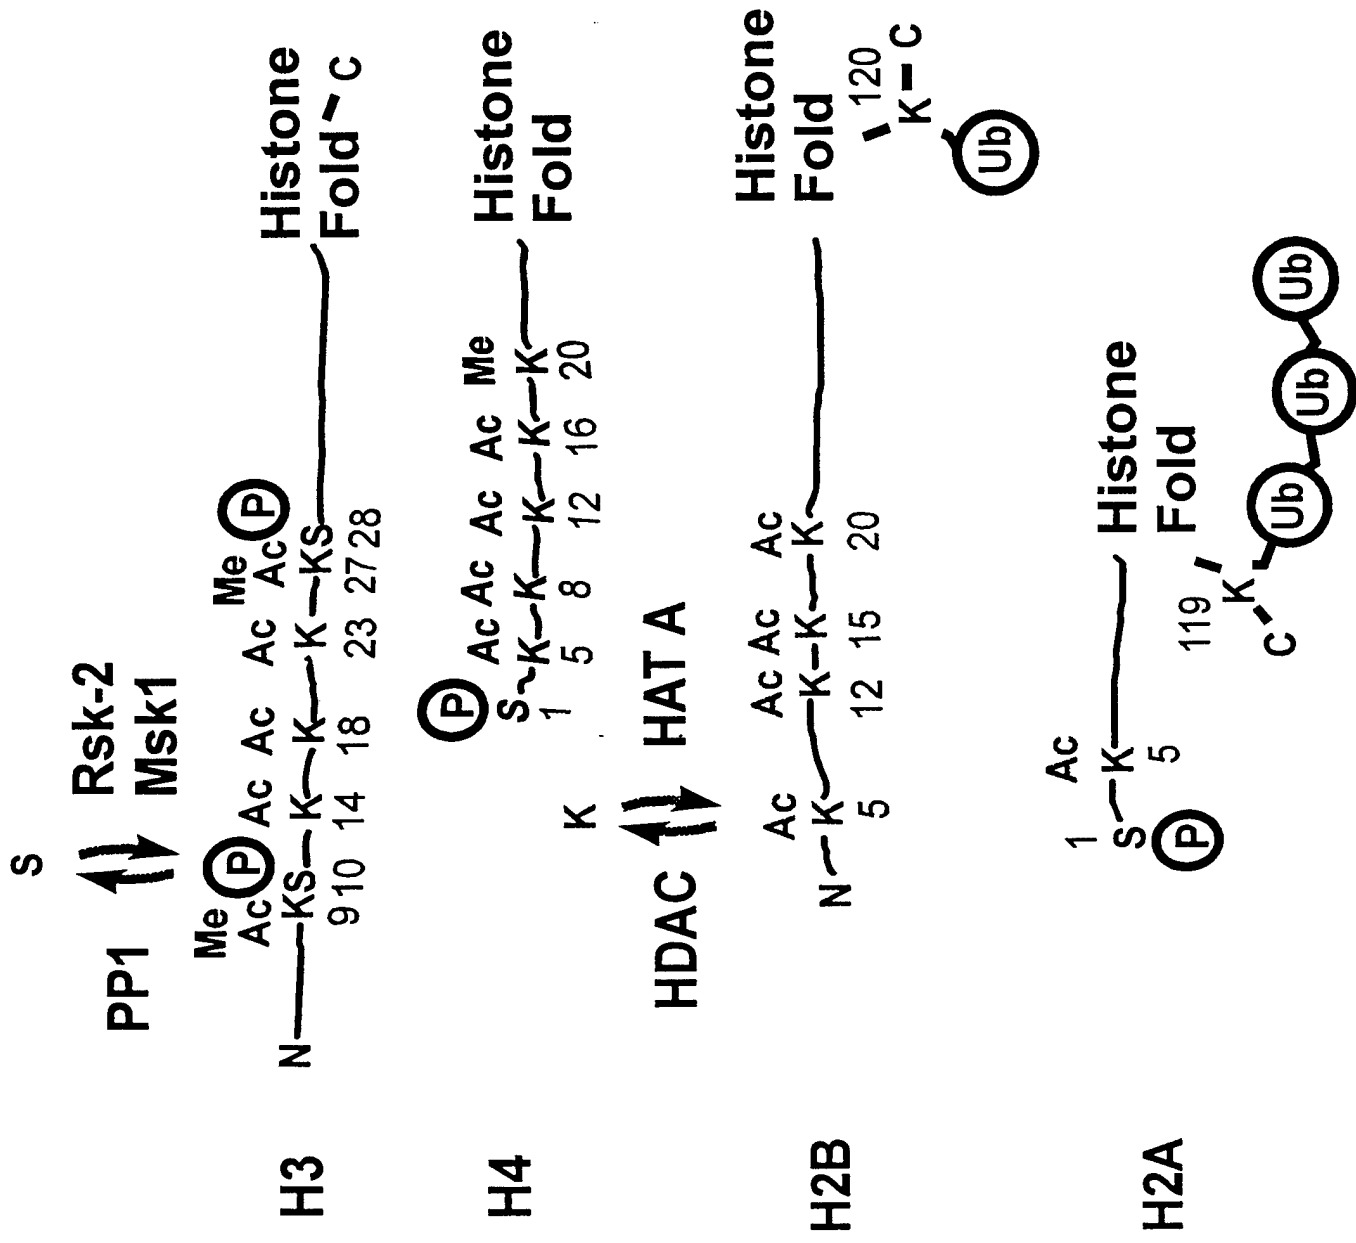 S
PP1 Rsk-2
Msk1
Me P Me P
Ac Ac Ac Ac Ac
H3 N KS K K K KS Histone
Fold C
9 10 14 18 23 27 28
P Ac Ac Ac Ac Me
H4 S K K K K K Histone
Fold
1 5 8 12 16 20
K
HDAC HAT A
Ac Ac Ac Ac
H2B N K K K K Histone
Fold
5 12 15 20
120
K C
Ub
Ac
1
H2A S K Histone
Fold
P 5
119
K
C
Ub Ub Ub